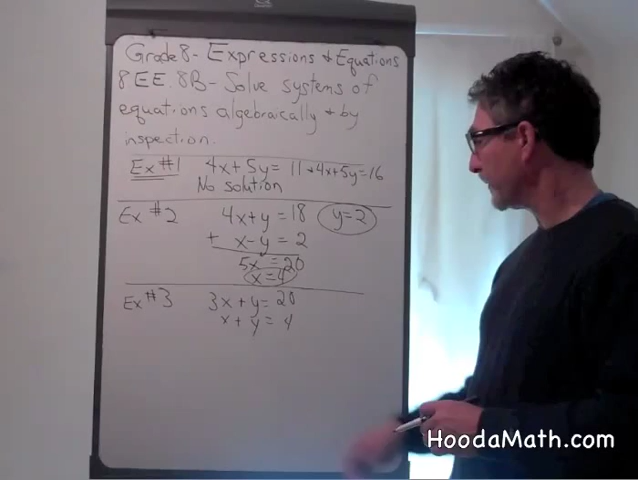 Grade 8- Expressions & Equations
8 EE. 8B- Solve systems of
equations algebraically & by
inspection.
Ex #1 4x+5y= 11 + 4x+5y=16
No solution
Ex #2 4x+y =18 y=2
+ x-y = 2
5x =20
x=4
Ex #3 3x+y=20
x+y=4
HoodaMath.com